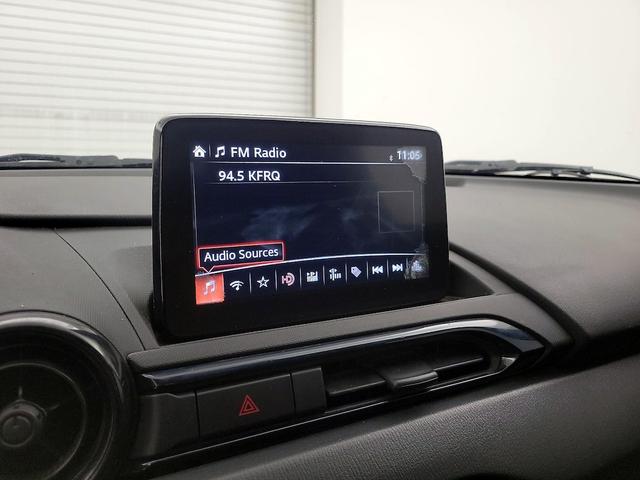 FM Radio
11:05
94.5 KFRQ
Audio Sources